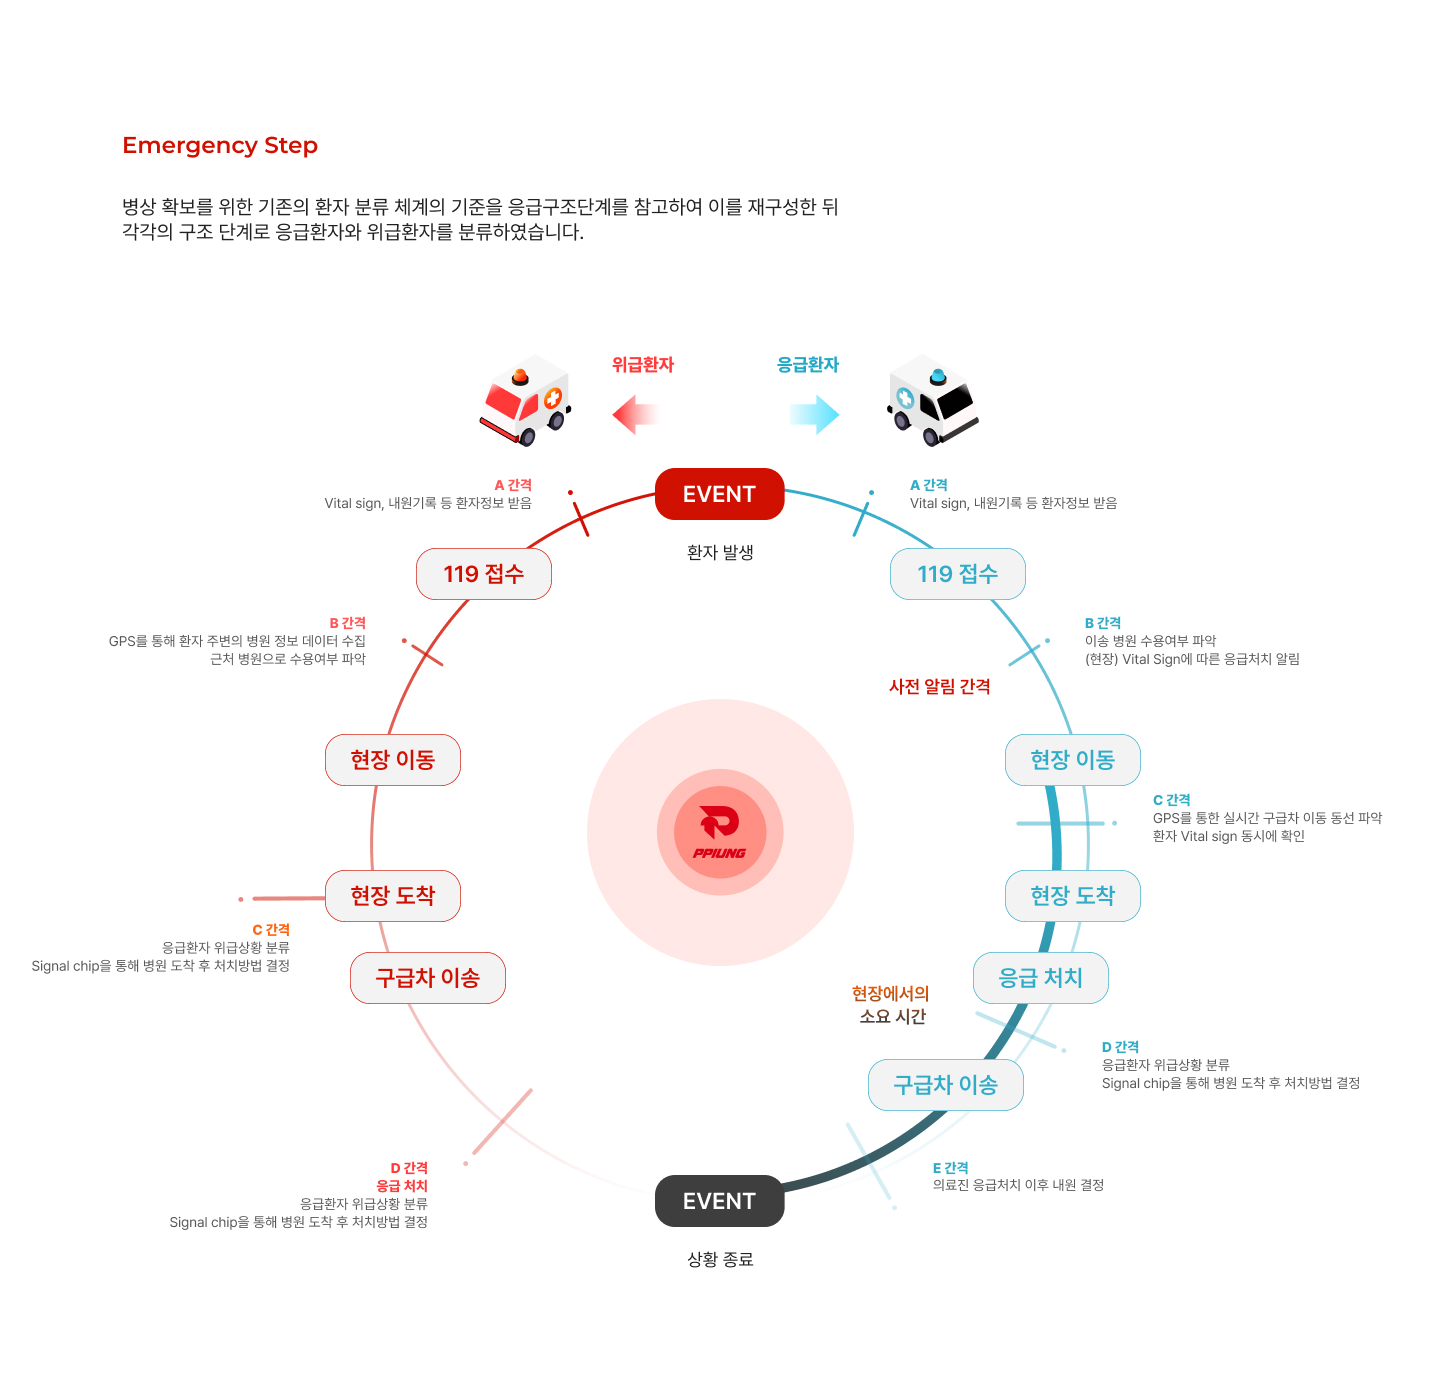 Emergency Step
병상 확보를 위한 기존의 환자 분류 체계의 기준을 응급구조단계를 참고하여 이를 재구성한 뒤
각각의 구조 단계로 응급환자와 위급환자를 분류하였습니다.
위급환자
응급환자
EVENT
환자 발생
A 간격
Vital sign, 내원기록 등 환자정보 받음
119 접수
B 간격
GPS를 통해 환자 주변의 병원 정보 데이터 수집
근처 병원으로 수용여부 파악
현장 이동
현장 도착
C 간격
응급환자 위급상황 분류
Signal chip을 통해 병원 도착 후 처치방법 결정
구급차 이송
D 간격
응급 처치
응급환자 위급상황 분류
Signal chip을 통해 병원 도착 후 처치방법 결정
PPIUNG
A 간격
Vital sign, 내원기록 등 환자정보 받음
119 접수
B 간격
이송 병원 수용여부 파악
(현장) Vital Sign에 따른 응급처치 알림
사전 알림 간격
현장 이동
C 간격
GPS를 통한 실시간 구급차 이동 동선 파악
환자 Vital sign 동시에 확인
현장 도착
응급 처치
현장에서의
소요 시간
D 간격
응급환자 위급상황 분류
Signal chip을 통해 병원 도착 후 처치방법 결정
구급차 이송
E 간격
의료진 응급처치 이후 내원 결정
EVENT
상황 종료